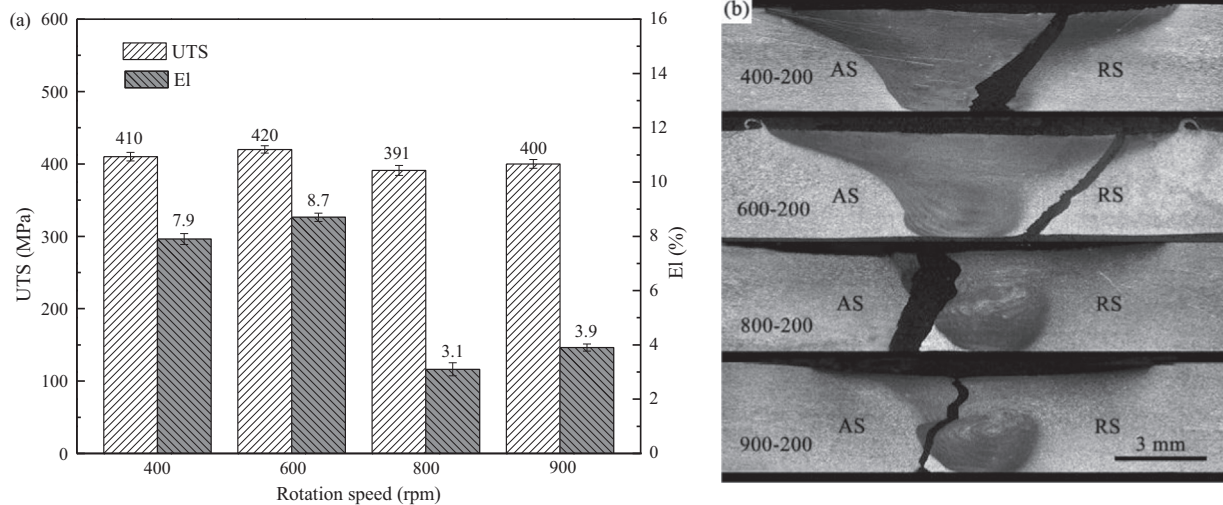 (a)
600
500
400
300
200
100
0
UTS (MPa)
UTS
El
410
7.9
420
8.7
391
3.1
400
3.9
400
600
800
900
Rotation speed (rpm)
16
14
12
10
8
6
4
2
0
El (%)
(b)
AS
RS
400-200
AS
RS
600-200
AS
RS
800-200
AS
RS
900-200
3 mm